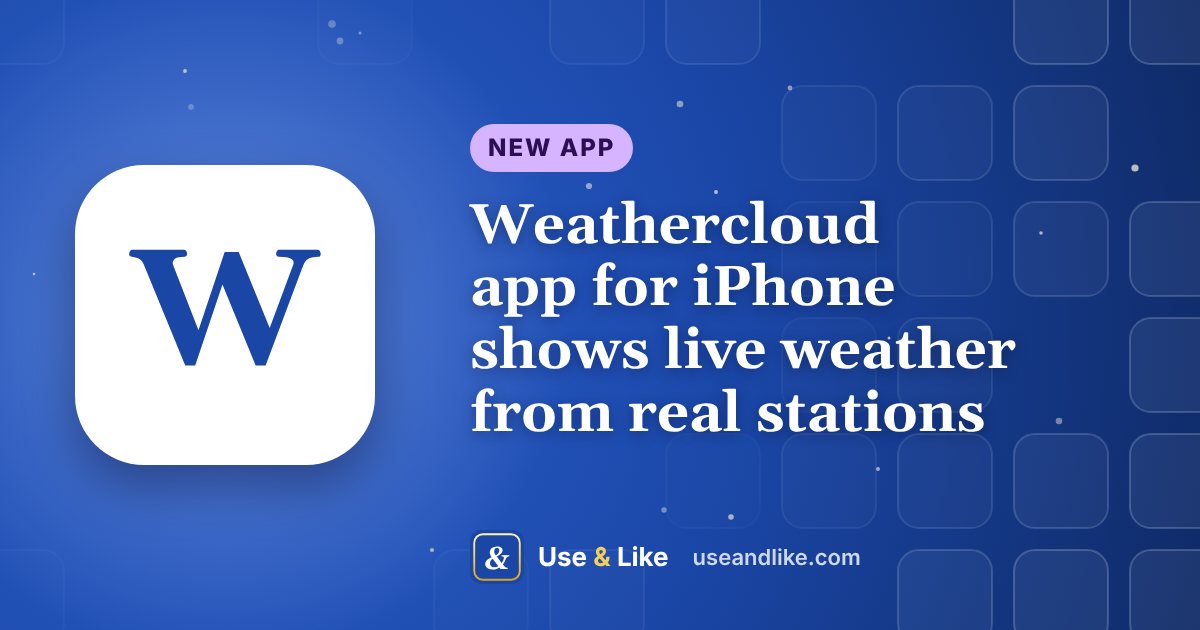 W
NEW APP
Weathercloud
app for iPhone
shows live weather
from real stations
& Use & Like useandlike.com